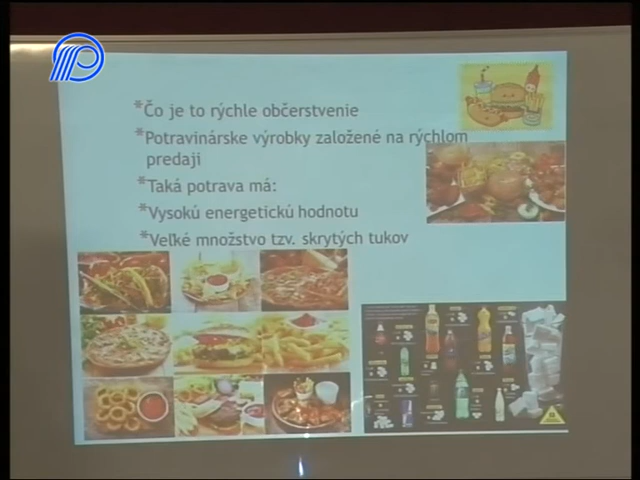 *Čo je to rýchle občerstvenie
*Potravinárske výrobky založené na rýchlom
predaji
*Taká potrava má:
*Vysokú energetickú hodnotu
*Veľké množstvo tzv. skrytých tukov